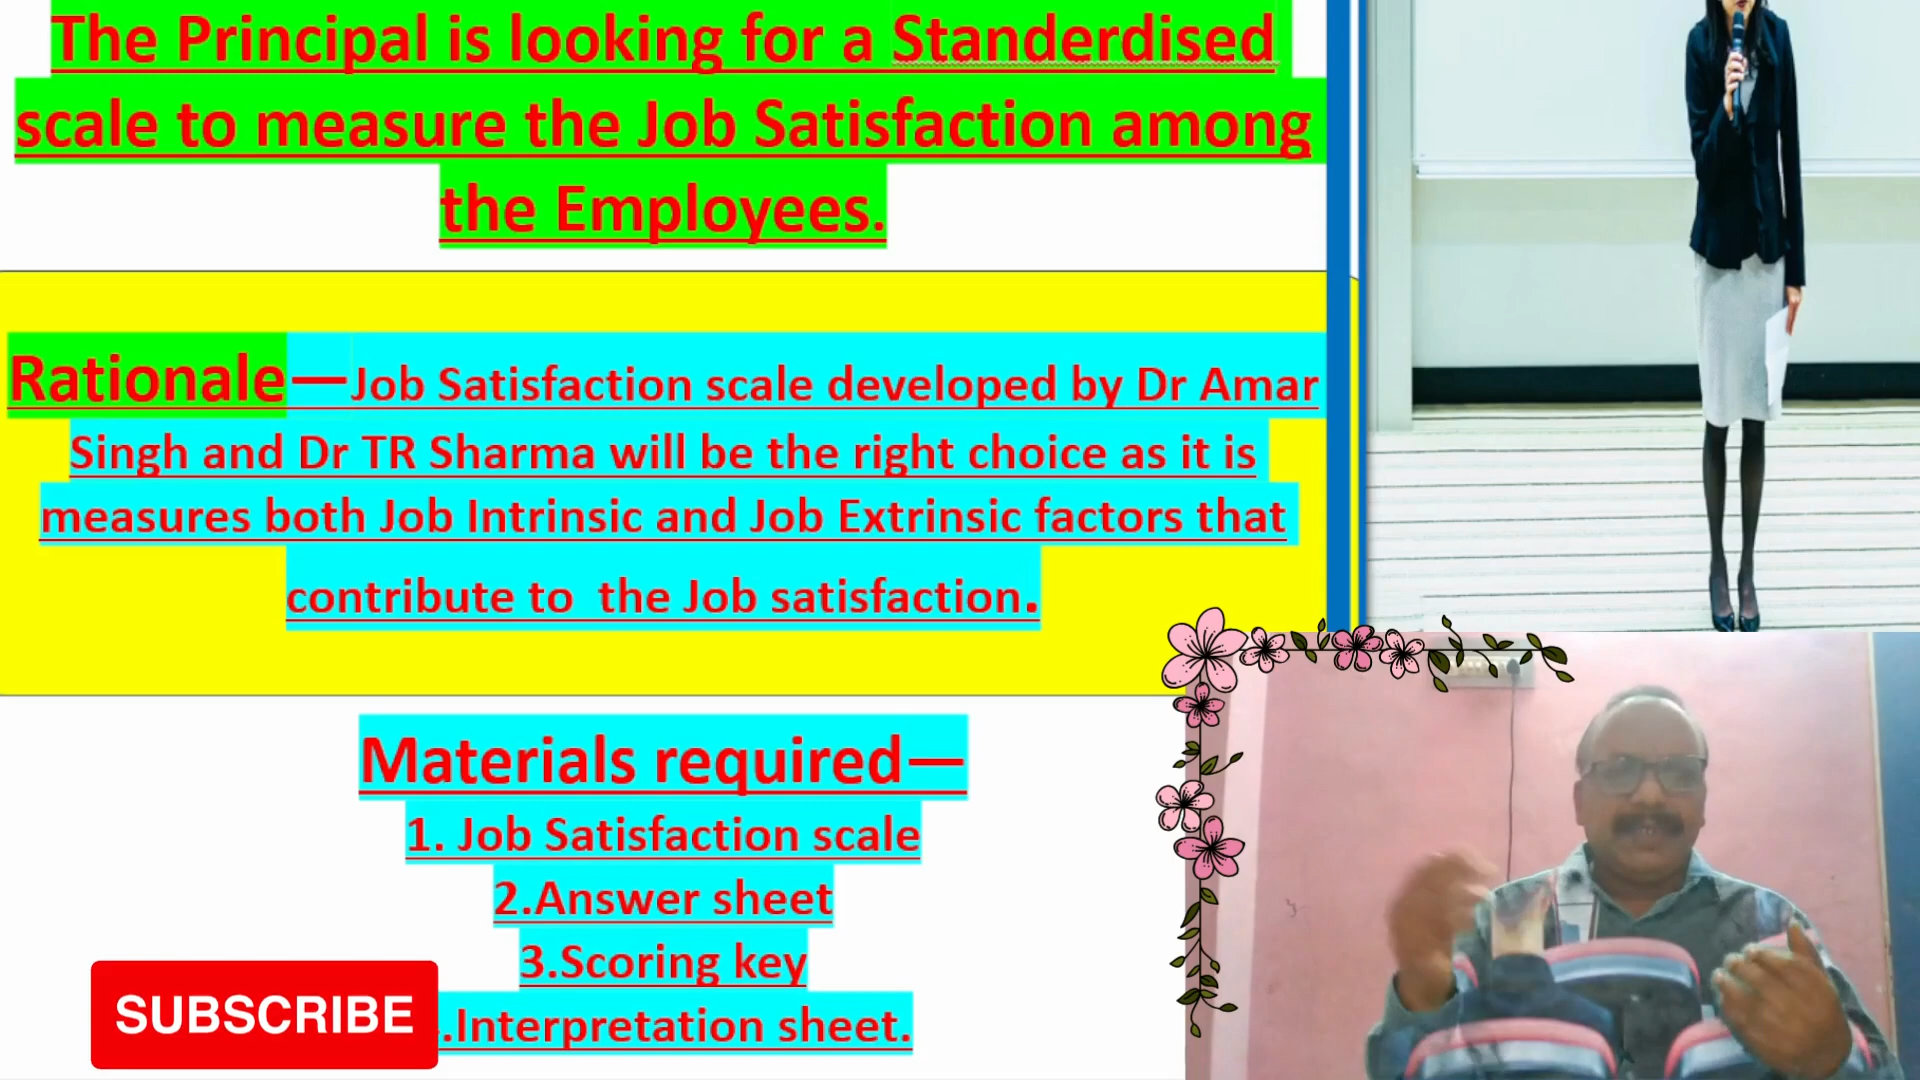 The Principal is looking for a Standerdised
scale to measure the Job Satisfaction among
the Employees.
Rationale—Job Satisfaction scale developed by Dr Amar
Singh and Dr TR Sharma will be the right choice as it is
measures both Job Intrinsic and Job Extrinsic factors that
contribute to the Job satisfaction.
Materials required—
1. Job Satisfaction scale
2.Answer sheet
3.Scoring key
.Interpretation sheet.
SUBSCRIBE